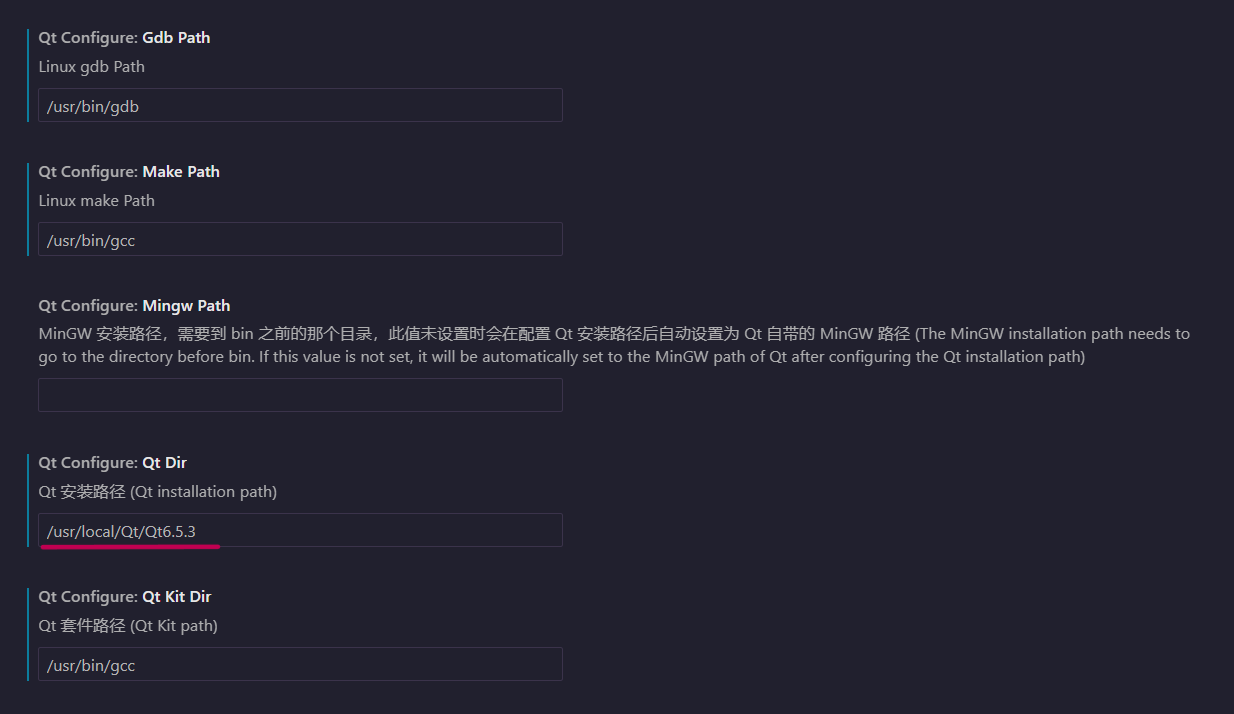 Qt Configure: Gdb Path
Linux gdb Path
/usr/bin/gdb
Qt Configure: Make Path
Linux make Path
/usr/bin/gcc
Qt Configure: Mingw Path
MinGW 安装路径，需要到 bin 之前的那个目录，此值未设置时会在配置 Qt 安装路径后自动设置为 Qt 自带的 MinGW 路径 (The MinGW installation path needs to
go to the directory before bin. If this value is not set, it will be automatically set to the MinGW path of Qt after configuring the Qt installation path)
Qt Configure: Qt Dir
Qt 安装路径 (Qt installation path)
/usr/local/Qt/Qt6.5.3
Qt Configure: Qt Kit Dir
Qt 套件路径 (Qt Kit path)
/usr/bin/gcc